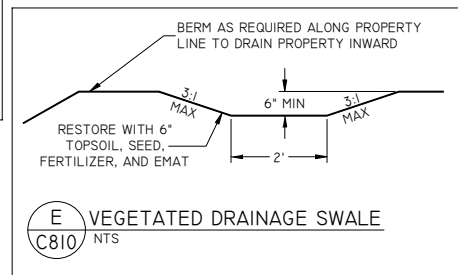 BERM AS REQUIRED ALONG PROPERTY
LINE TO DRAIN PROPERTY INWARD
3:1
MAX
6" MIN
3:1
MAX
RESTORE WITH 6"
TOPSOIL, SEED,
FERTILIZER, AND EMAT
2'
E
C810
VEGETATED DRAINAGE SWALE
NTS